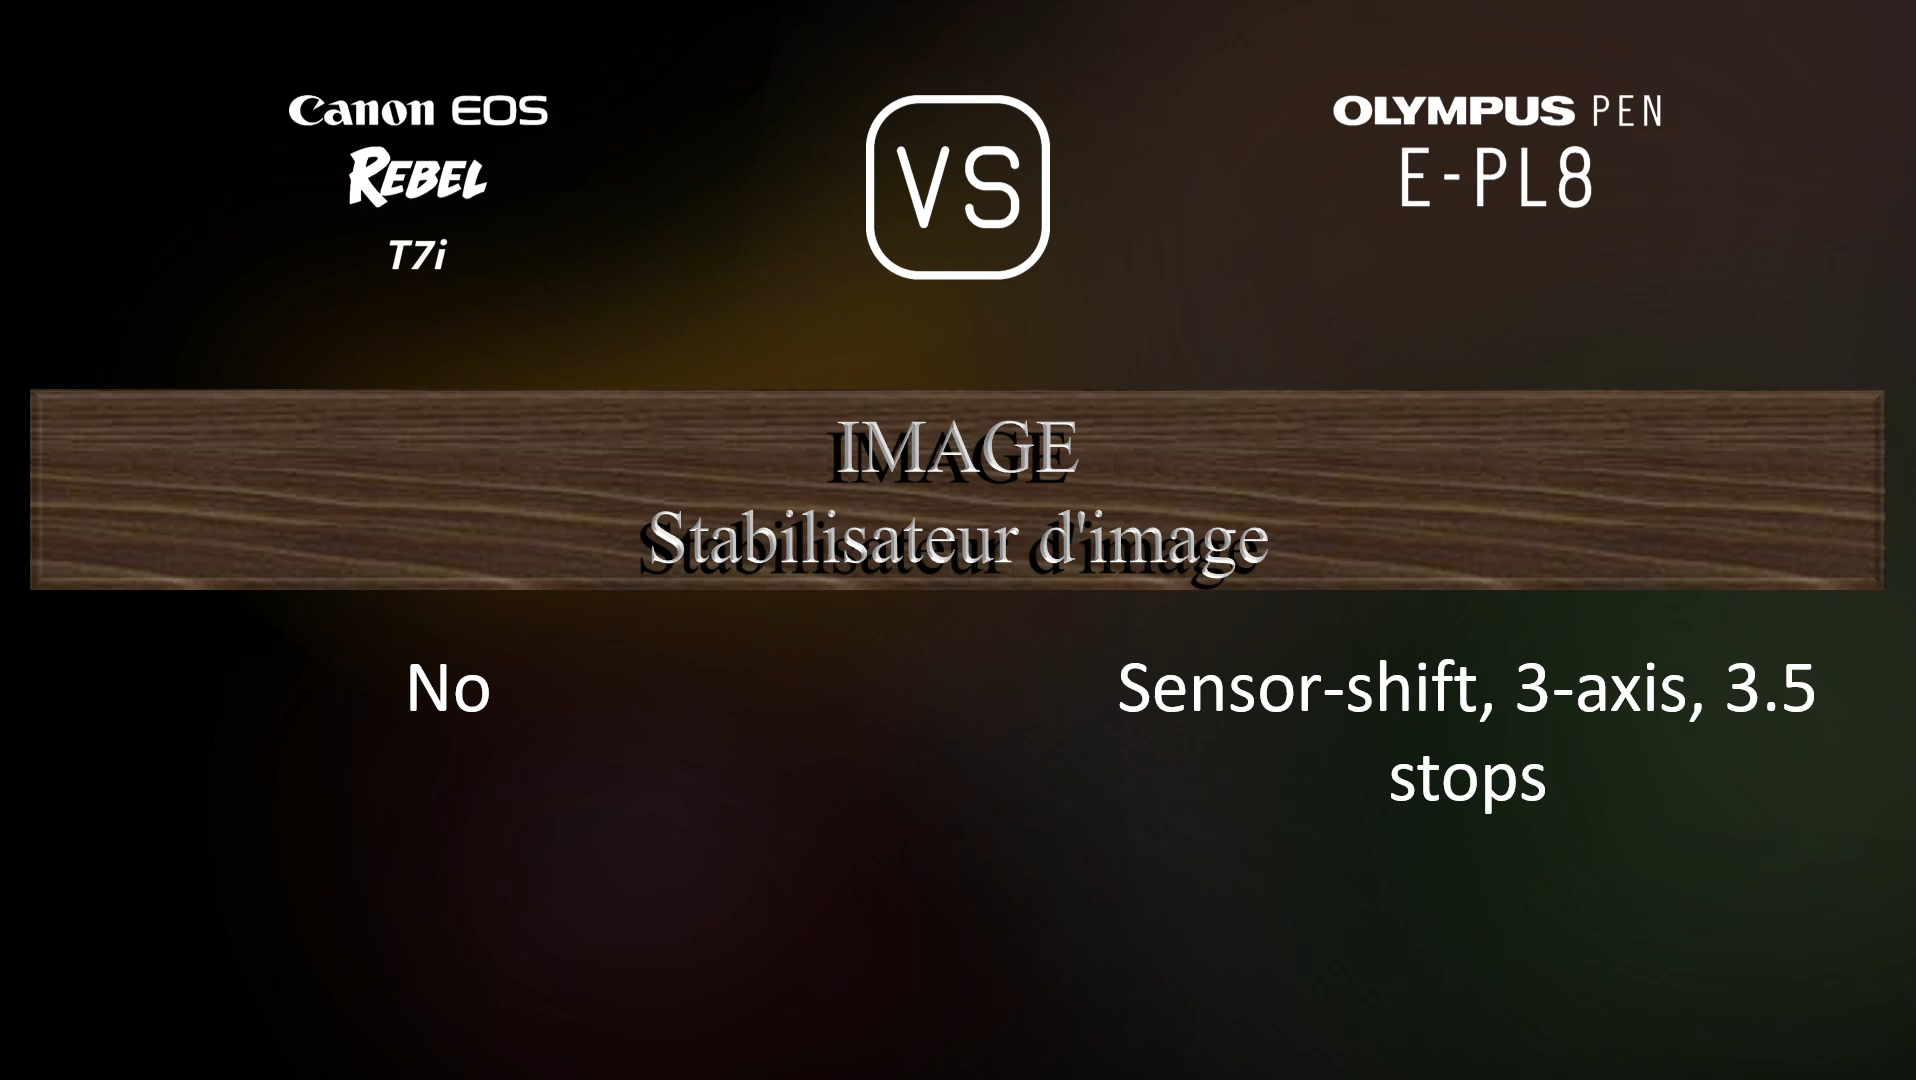 Canon EOS
REBEL
T7i
VS
OLYMPUS PEN
E-PL8
IMAGE
Stabilisateur d'image
No
Sensor-shift, 3-axis, 3.5
stops